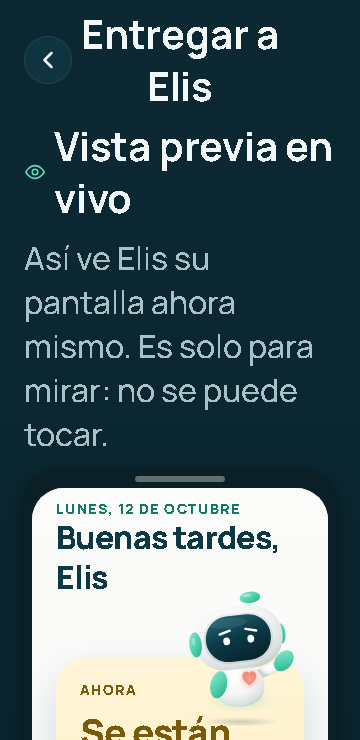 Entregar a
Elis
Vista previa en
vivo
Así ve Elis su
pantalla ahora
mismo. Es solo para
mirar: no se puede
tocar.
LUNES, 12 DE OCTUBRE
Buenas tardes,
Elis
AHORA
Se están